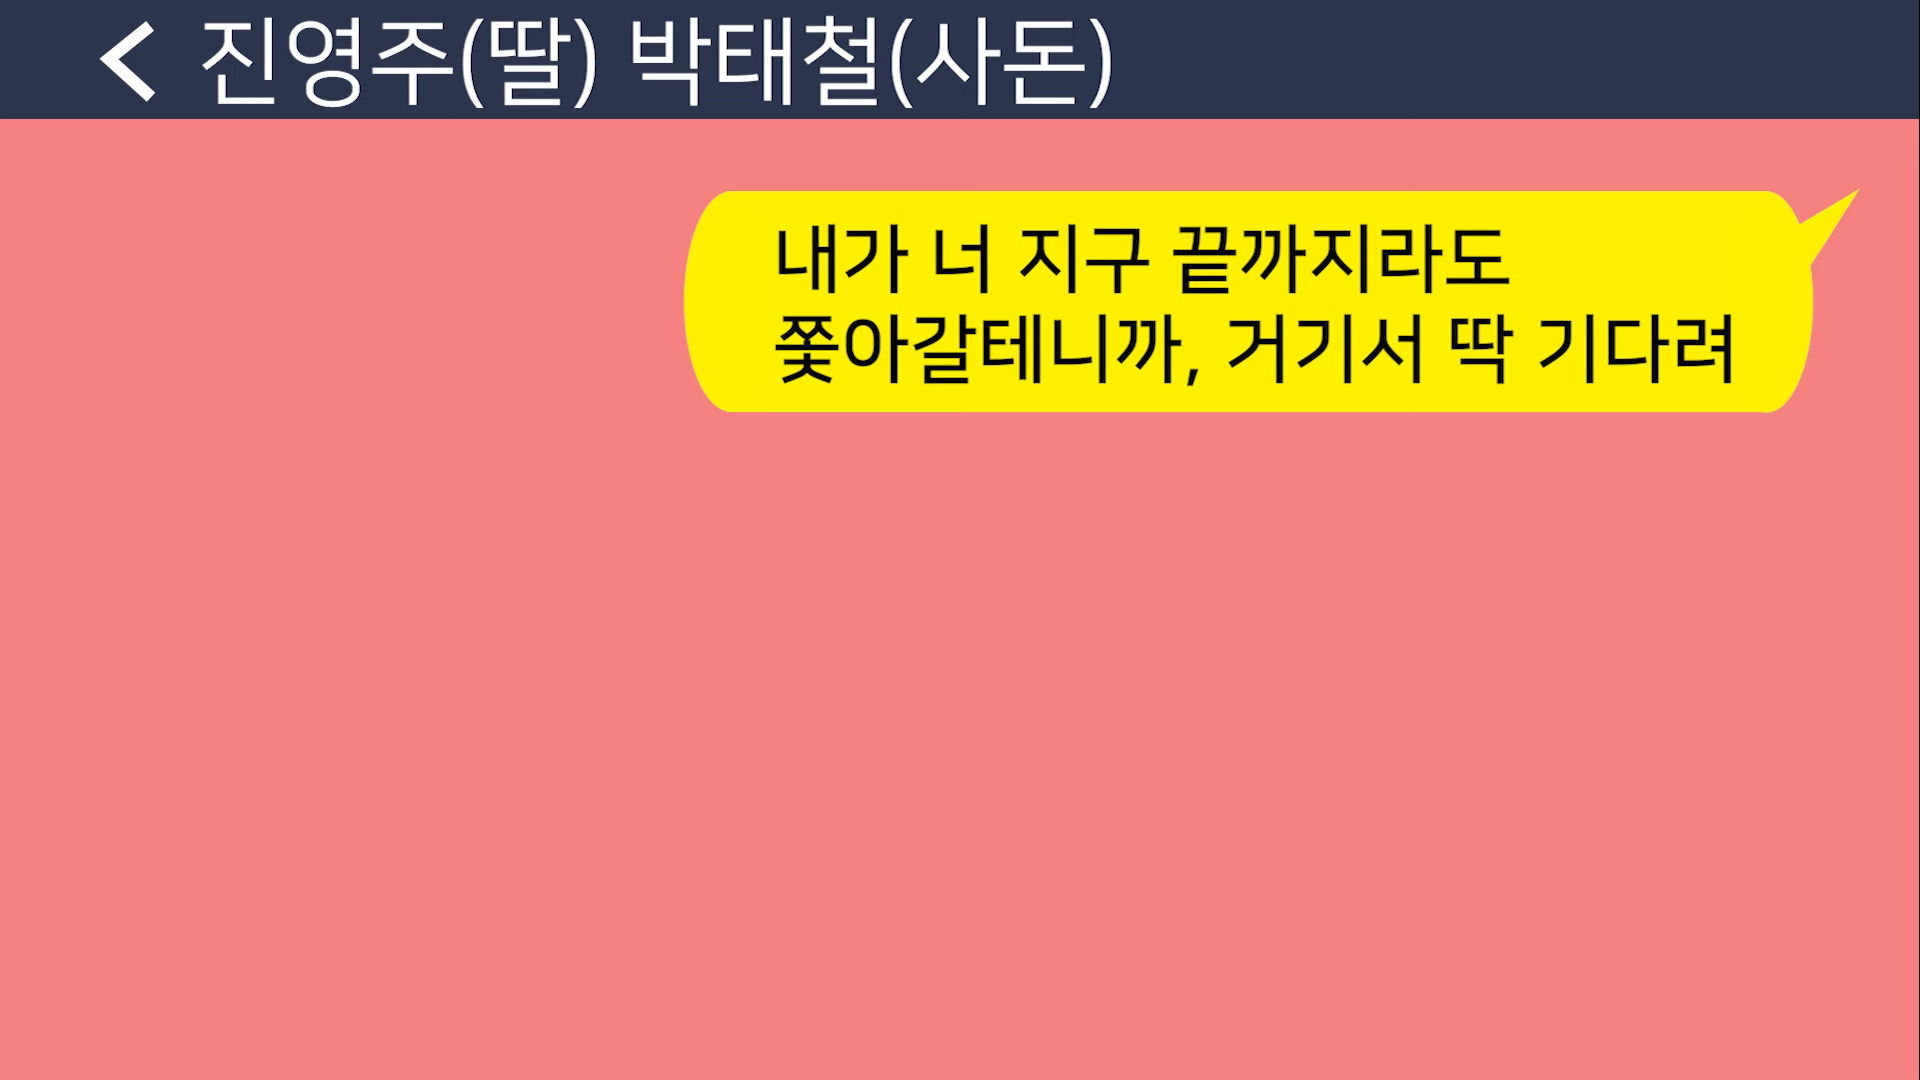 진영주(딸) 박태철(사돈)
내가 너 지구 끝까지라도
쫓아갈테니까, 거기서 딱 기다려